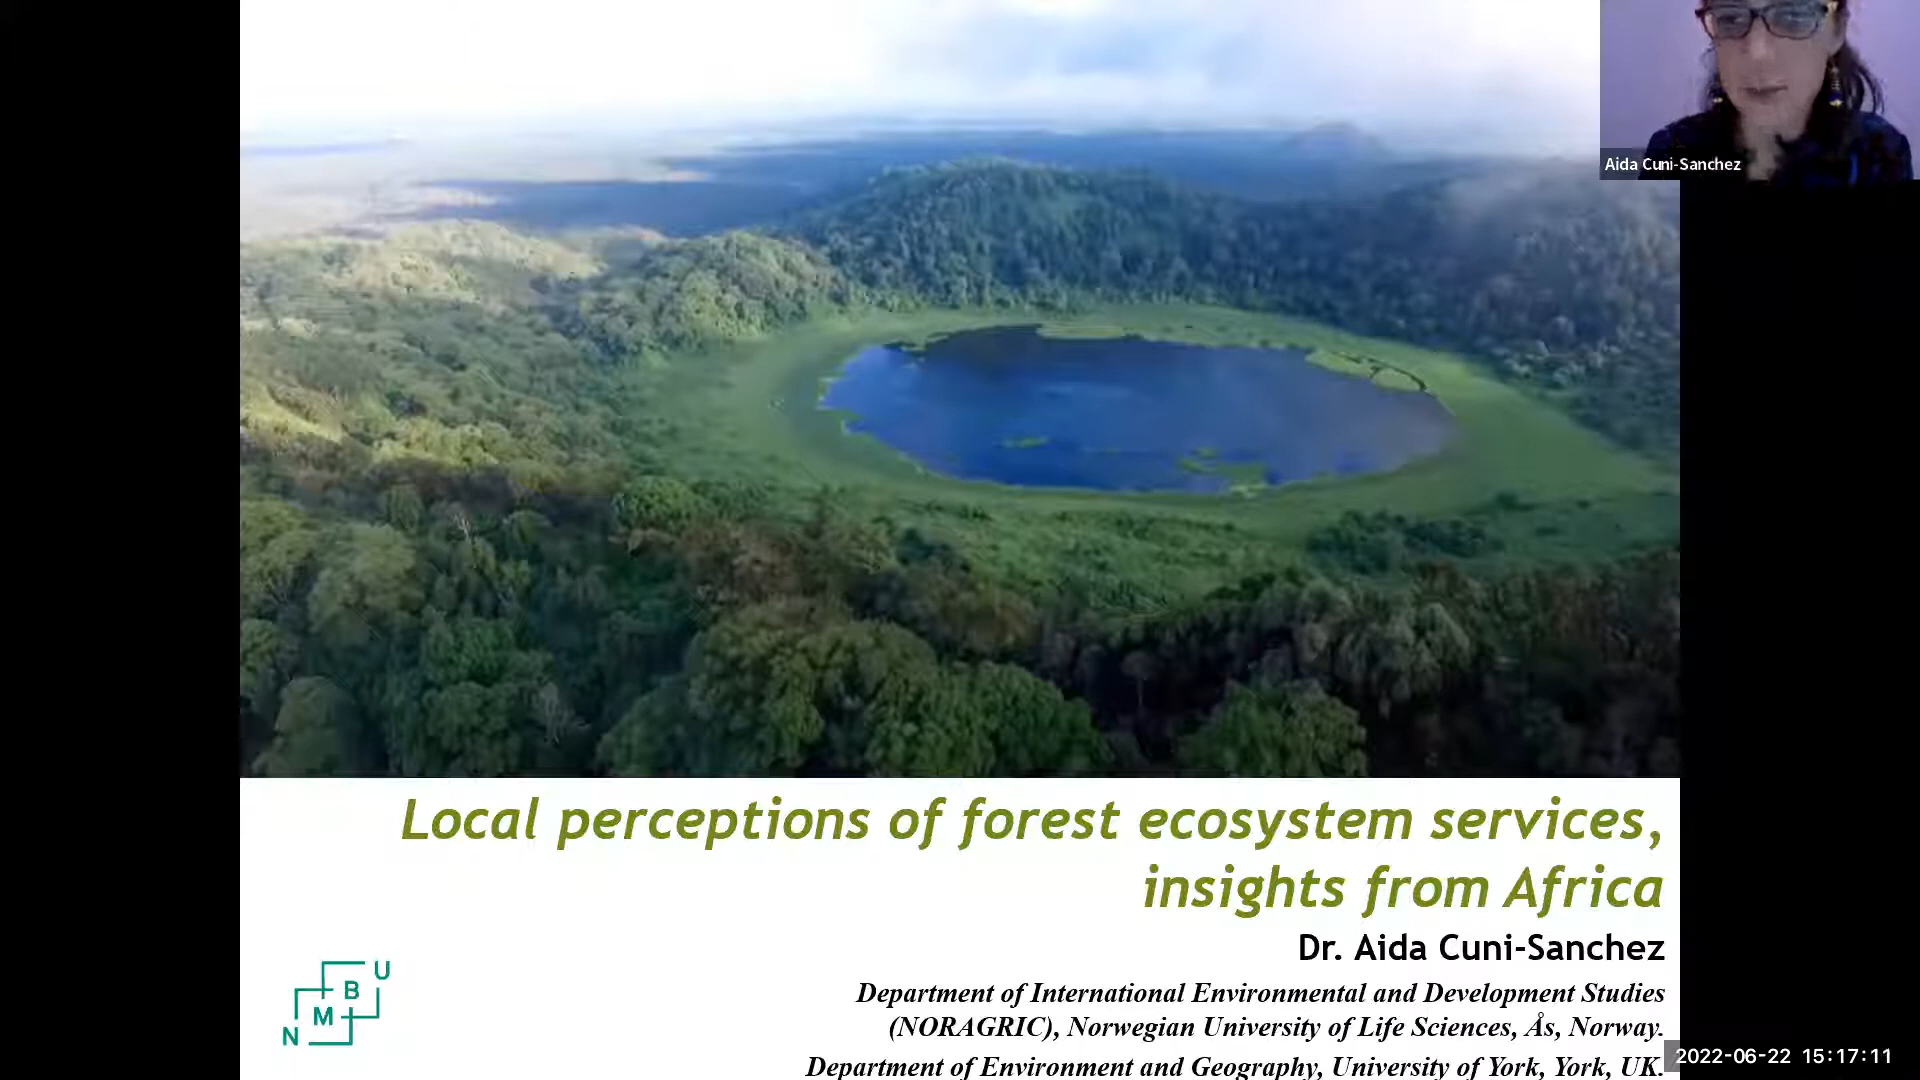 Aida Cuni-Sanchez
Local perceptions of forest ecosystem services,
insights from Africa
Dr. Aida Cuni-Sanchez
Department of International Environmental and Development Studies
(NORAGRIC), Norwegian University of Life Sciences, Ås, Norway.
Department of Environment and Geography, University of York, York, UK.
N M B U
2022-06-22 15:17:11